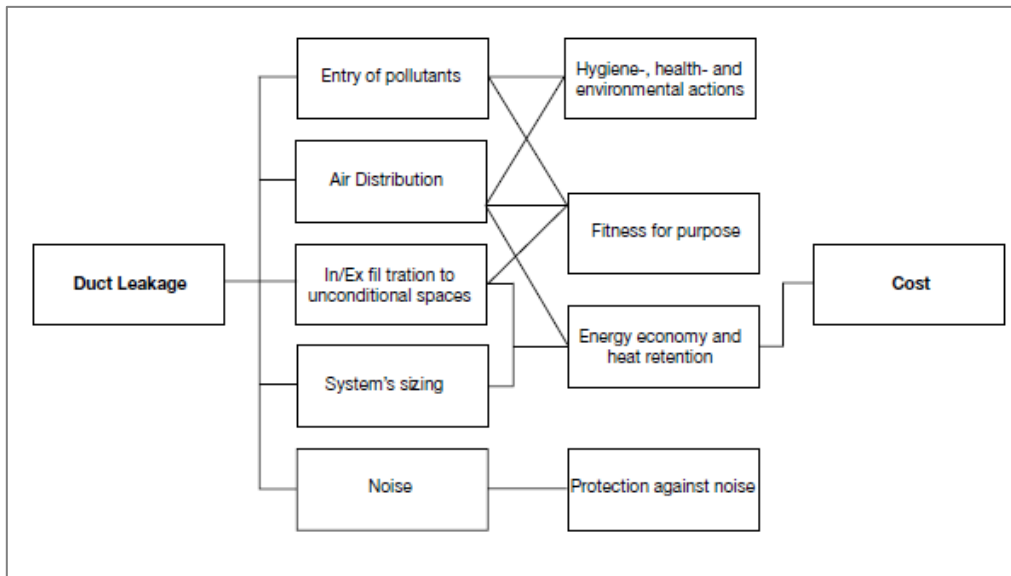 Duct Leakage
Entry of pollutants
Air Distribution
In/Ex fil tration to
unconditional spaces
System's sizing
Noise
Hygiene-, health- and
environmental actions
Fitness for purpose
Energy economy and
heat retention
Protection against noise
Cost